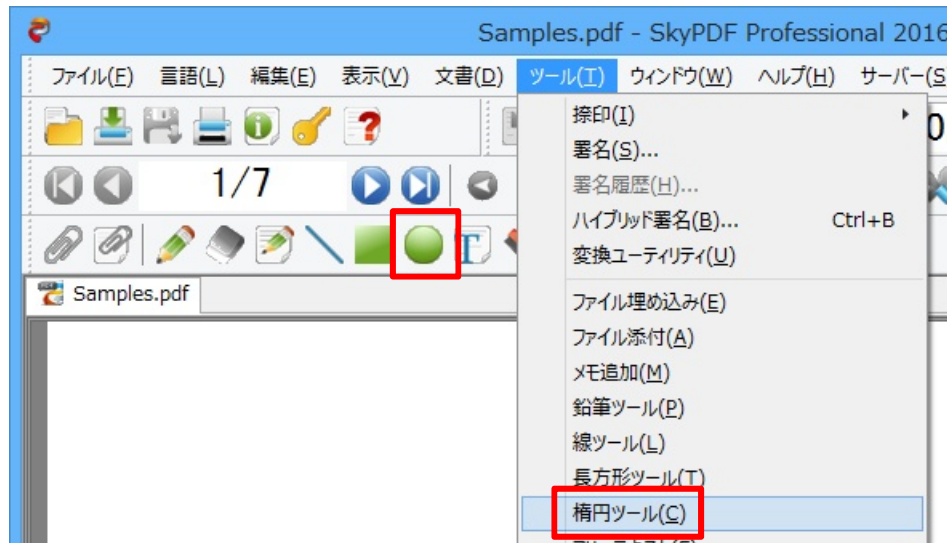 Samples.pdf - SkyPDF Professional 2016
ファイル(F) 言語(L) 編集(E) 表示(V) 文書(D) ツール(T) ウィンドウ(W) ヘルプ(H) サーバー(S
捺印(I)
署名(S)...
1/7
署名履歴(H)...
ハイブリッド署名(B)... Ctrl+B
T
変換ユーティリティ(U)
Samples.pdf
ファイル埋め込み(E)
ファイル添付(A)
メモ追加(M)
鉛筆ツール(P)
線ツール(L)
長方形ツール(T)
楕円ツール(C)